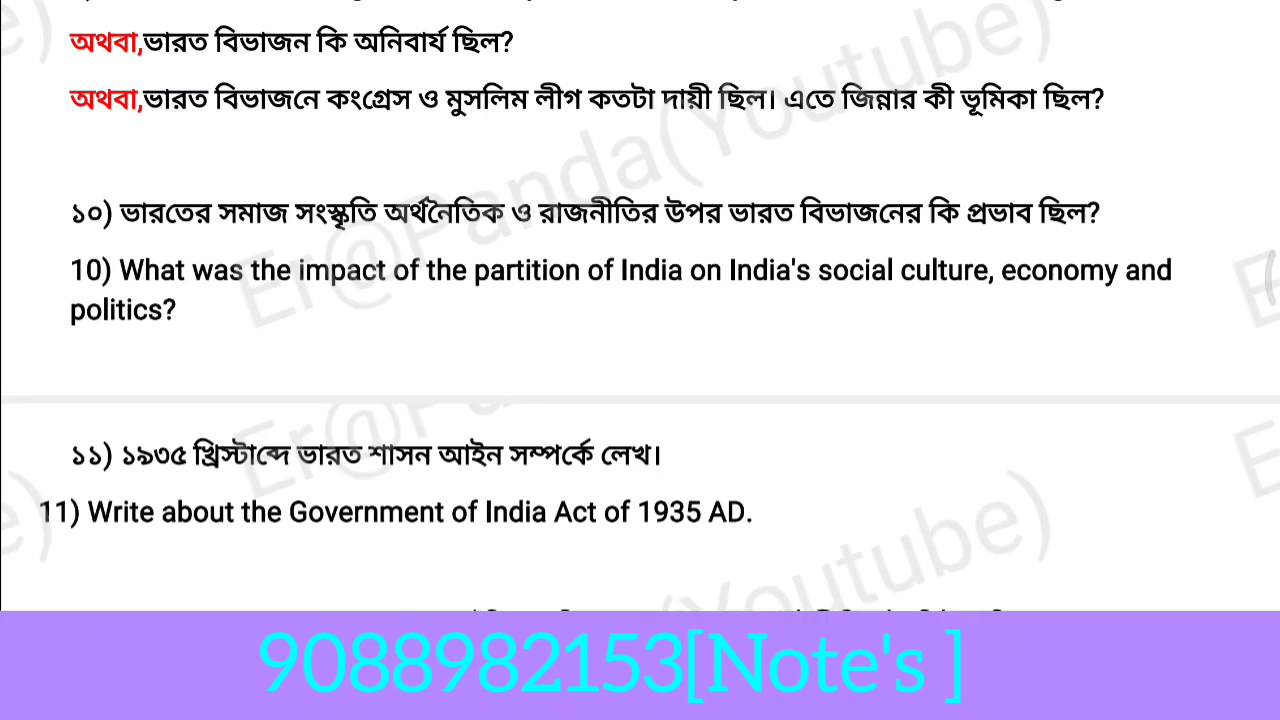 অথবা,ভারত বিভাজন কি অনিবার্য ছিল?
অথবা,ভারত বিভাজনে কংগ্রেস ও মুসলিম লীগ কতটা দায়ী ছিল। এতে জিন্নার কী ভূমিকা ছিল?
১০) ভারতের সমাজ সংস্কৃতি অর্থনৈতিক ও রাজনীতির উপর ভারত বিভাজনের কি প্রভাব ছিল?
10) What was the impact of the partition of India on India's social culture, economy and
politics?
১১) ১৯৩৫ খ্রিস্টাব্দে ভারত শাসন আইন সম্পর্কে লেখ।
11) Write about the Government of India Act of 1935 AD.
Er@Panda(Youtube)
9088982153[Note's ]